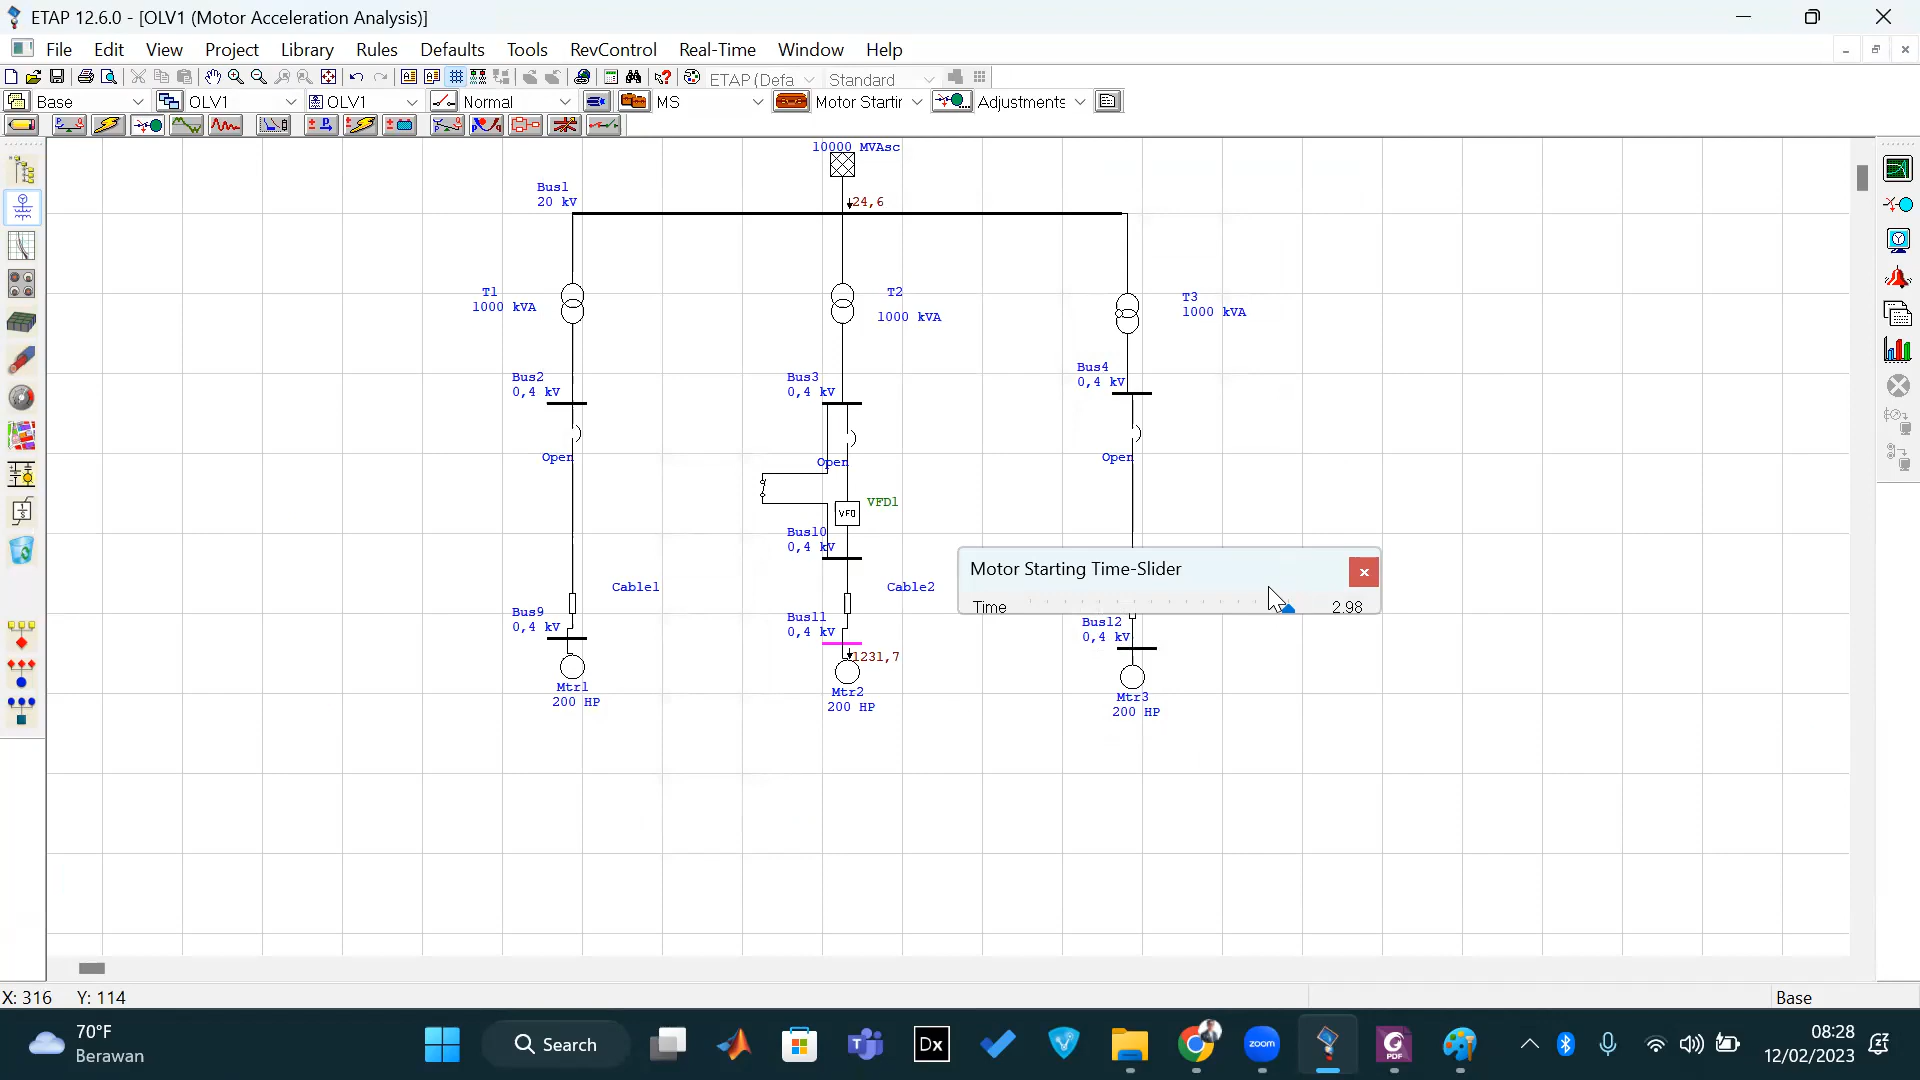 ETAP 12.6.0 - [OLV1 (Motor Acceleration Analysis)]
File Edit View Project Library Rules Defaults Tools RevControl Real-Time Window Help
ETAP (Defa Standard
Base OLV1 OLV1 Normal MS Motor Startir Adjustments
10000 MVAsc
Bus1
20 kV
24,6
T1
1000 kVA
T2
1000 kVA
T3
1000 kVA
Bus2
0,4 kV
Bus3
0,4 kV
Bus4
0,4 kV
Open
Open
Open
VFD1
VFD
Bus10
0,4 kV
Motor Starting Time-Slider
Time 2.98
Cable1
Cable2
Bus9
0,4 kV
Bus11
0,4 kV
Bus12
0,4 kV
1231,7
Mtr1
200 HP
Mtr2
200 HP
Mtr3
200 HP
X: 316 Y: 114
Base
70°F
Berawan
Search
Dx
zoom
PDF
08:28
12/02/2023